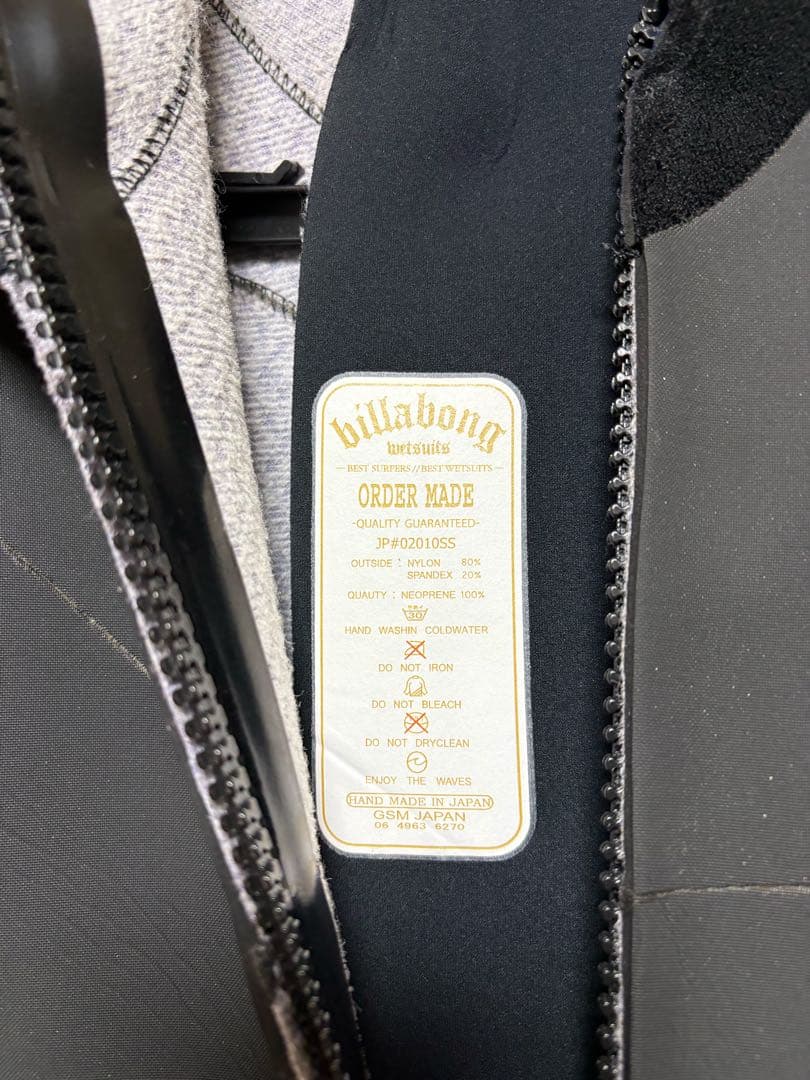 billabong
wetsuits
BEST SURFERS//BEST WETSUITS
ORDER MADE
-QUALITY GUARANTEED-
JP#02010SS
OUTSIDE : NYLON 80%
SPANDEX 20%
QUAUTY : NEOPRENE 100%
30
HAND WASHIN COLDWATER
DO NOT IRON
DO NOT BLEACH
DO NOT DRYCLEAN
ENJOY THE WAVES
HAND MADE IN JAPAN
GSM JAPAN
06 4963 6270